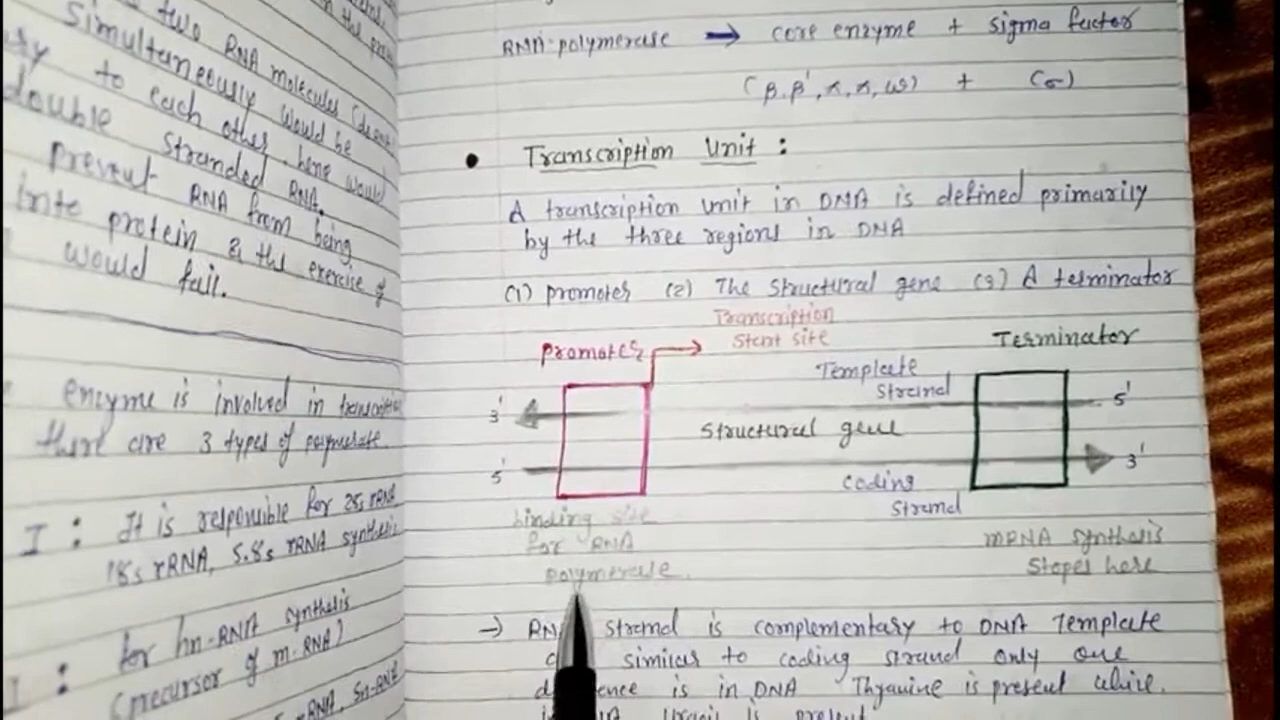 two RNA molecules
simultaneously would be
to each other, hence would
double stranded RNA.
prevent RNA from being
into protein & the exercise of
would fail.
enzyme is involved in
there are 3 types of
I : It is responsible for 28s rRNA
18s rRNA, 5.8s rRNA synthesis
I : for hn-RNA synthesis
(precursor of m-RNA)
RNA-polymerase → core enzyme + sigma factor
(β.β', α, α, ω) + (σ)
• Transcription Unit :
A transcription unit in DNA is defined primarily
by the three regions in DNA
(1) promoter (2) The structural gene (3) A terminator
Transcription
Start site
promoter
Terminator
Template
Strand
3' 5'
Structural gene
5' 3'
Coding
Strand
binding site
for RNA
polymerase.
mRNA synthesis
Stopes here
→ RNA strand is complementary to DNA Template
similar to coding strand only one
is in DNA Thyamine is present while.
Uracil is present